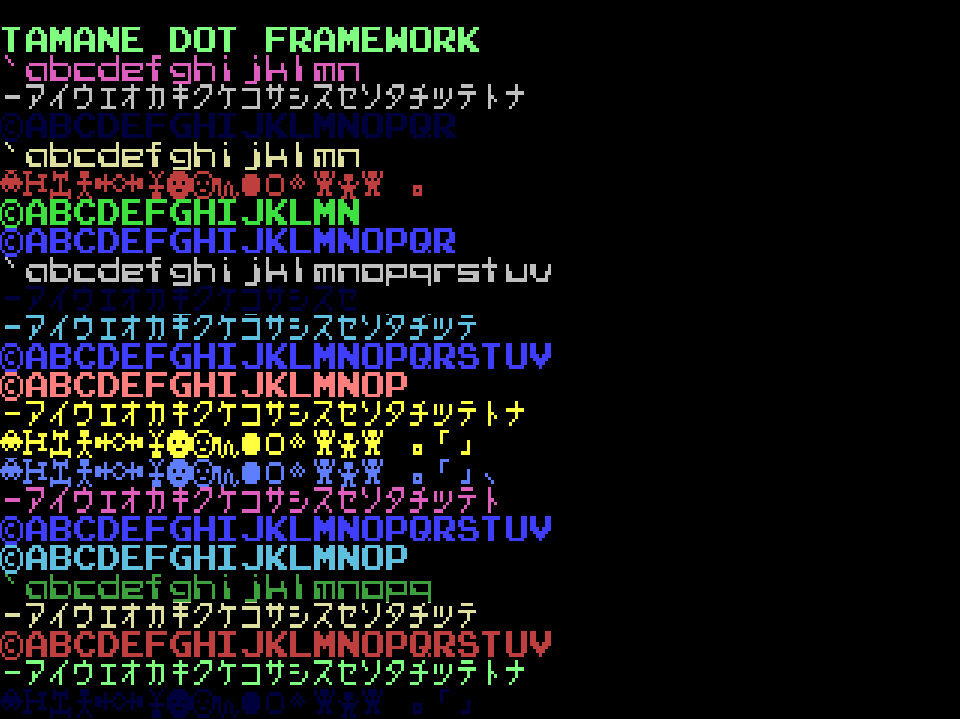 TAMANE DOT FRAMEWORK
`abcdefghijklmn
ーアイウエオカキクケコサシスセソタチツテトナ
©ABCDEFGHIJKLMNOPQR
`abcdefghijklmn
。
©ABCDEFGHIJKLMN
©ABCDEFGHIJKLMNOPQR
`abcdefghijklmnopqrstuv
ーアイウエオカキクケコサシスセ
ーアイウエオカキクケコサシスセソタチツテ
©ABCDEFGHIJKLMNOPQRSTUV
©ABCDEFGHIJKLMNOP
ーアイウエオカキクケコサシスセソタチツテトナ
。「」
。「」、
ーアイウエオカキクケコサシスセソタチツテト
©ABCDEFGHIJKLMNOPQRSTUV
©ABCDEFGHIJKLMNOP
`abcdefghijklmnopq
ーアイウエオカキクケコサシスセソタチツテ
©ABCDEFGHIJKLMNOPQRSTUV
ーアイウエオカキクケコサシスセソタチツテトナ
。「」